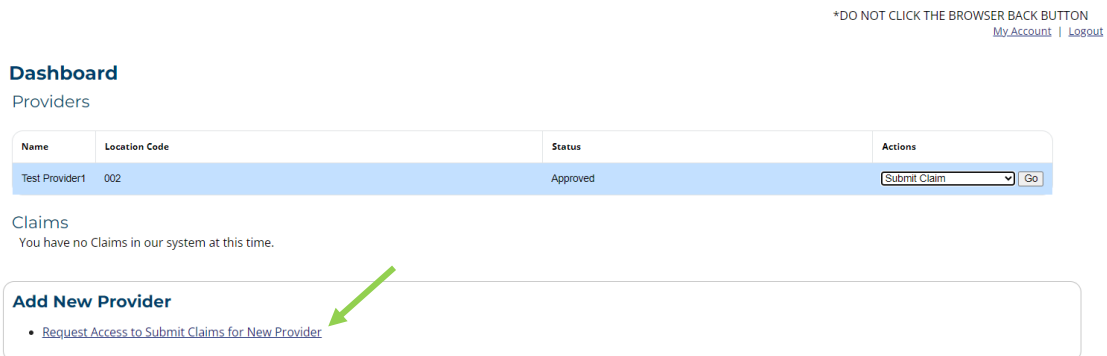 *DO NOT CLICK THE BROWSER BACK BUTTON
My Account | Logout
Dashboard
Providers
Name Location Code Status Actions
Test Provider1 002 Approved Submit Claim Go
Claims
You have no Claims in our system at this time.
Add New Provider
• Request Access to Submit Claims for New Provider